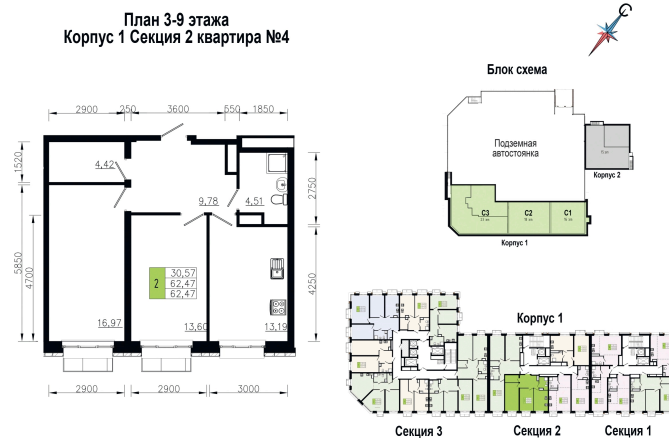 План 3-9 этажа
Корпус 1 Секция 2 квартира №4
С
Блок схема
2900
250
3600
550
1850
1520
5850
4700
4,42
9,78
4,51
2750
4250
2
30,57
62,47
62,47
16,97
13,60
13,19
2900
2900
3000
Подземная
автостоянка
Корпус 2
С3
С2
С1
Корпус 1
Корпус 1
Секция 3
Секция 2
Секция 1